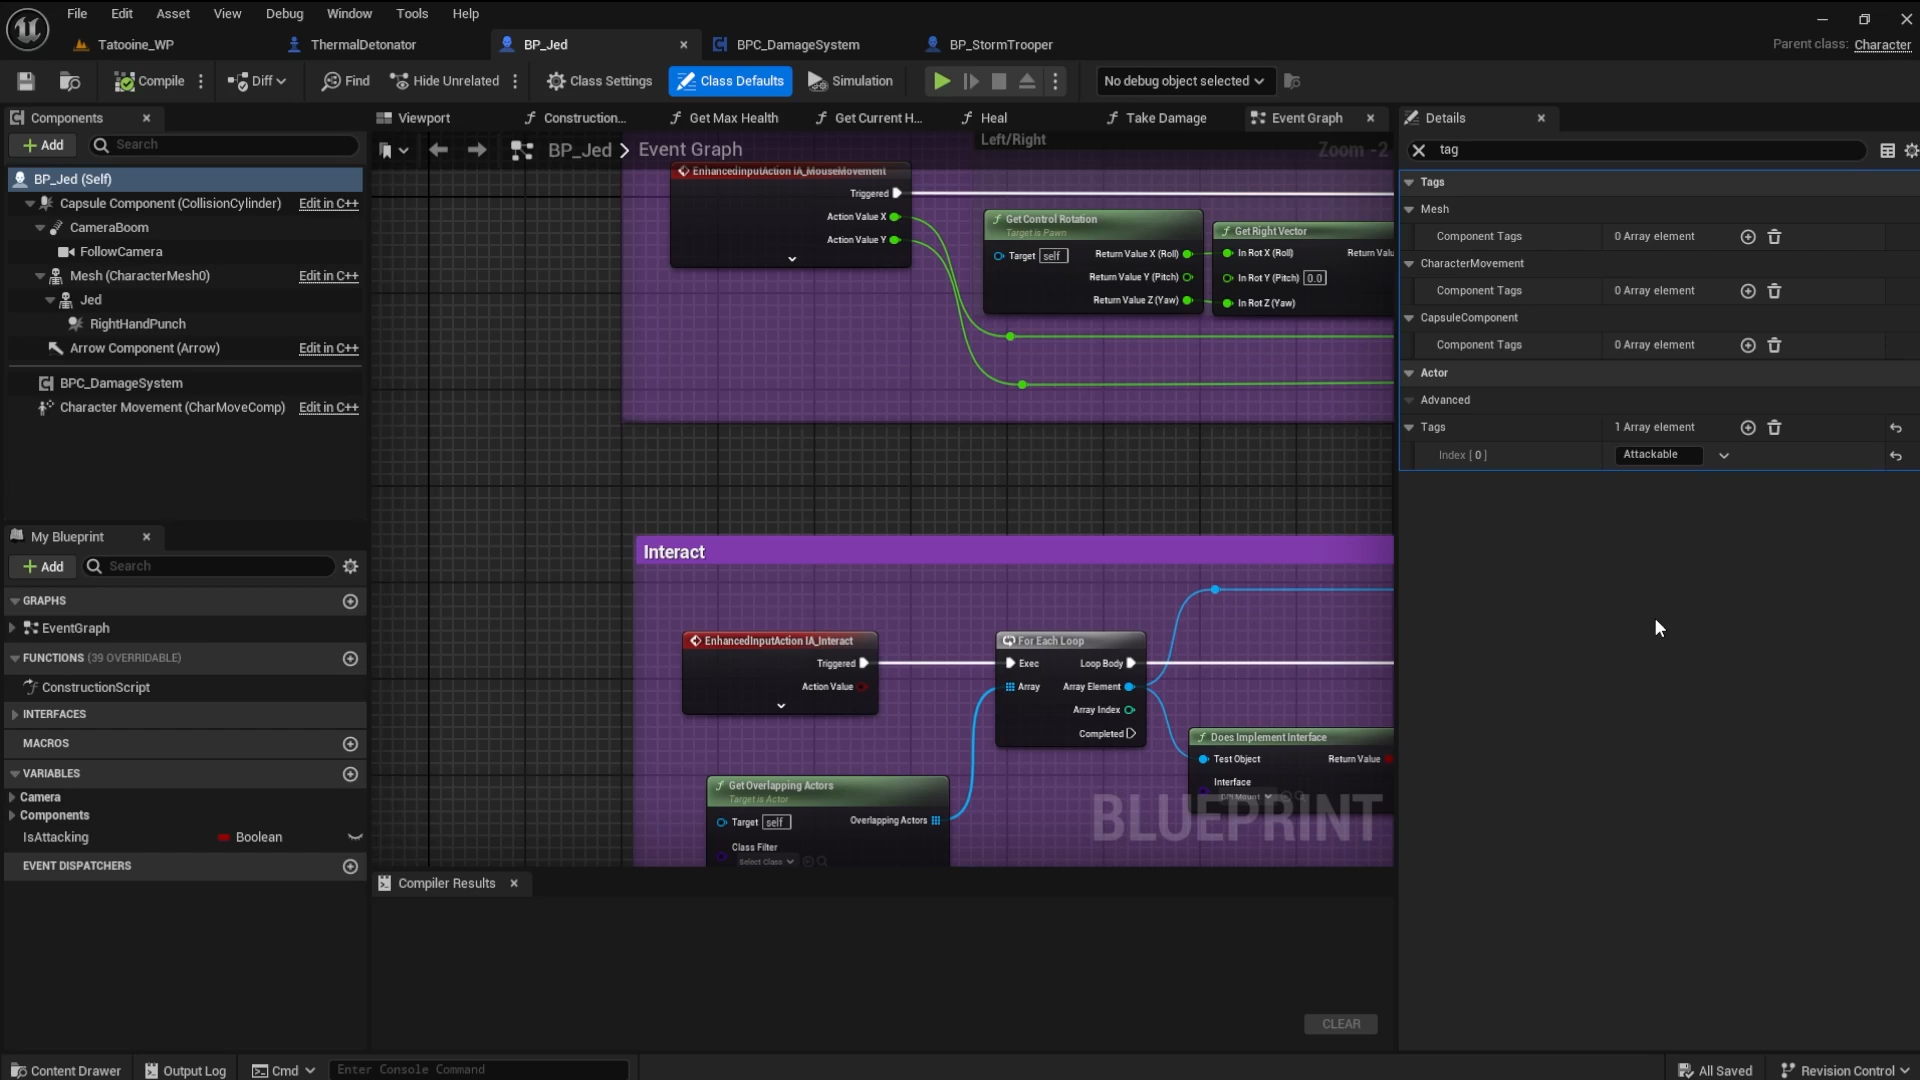 File Edit Asset View Debug Window Tools Help
Tatooine_WP ThermalDetonator BP_Jed BPC_DamageSystem BP_StormTrooper Parent class: Character
Compile Diff Find Hide Unrelated Class Settings Class Defaults Simulation No debug object selected
Components
Add Search
BP_Jed (Self)
Capsule Component (CollisionCylinder) Edit in C++
CameraBoom
FollowCamera
Mesh (CharacterMesh0) Edit in C++
Jed
RightHandPunch
Arrow Component (Arrow) Edit in C++
BPC_DamageSystem
Character Movement (CharMoveComp) Edit in C++
My Blueprint
Add Search
GRAPHS
EventGraph
FUNCTIONS (39 OVERRIDABLE)
ConstructionScript
INTERFACES
MACROS
VARIABLES
Camera
Components
IsAttacking Boolean
EVENT DISPATCHERS
Viewport Construction... Get Max Health Get Current H... Heal Take Damage Event Graph
BP_Jed > Event Graph
Left/Right
Zoom -2
EnhancedInputAction IA_MouseMovement
Triggered
Action Value X
Action Value Y
Get Control Rotation
Target is Pawn
Target self Return Value X (Roll)
Return Value Y (Pitch)
Return Value Z (Yaw)
Get Right Vector
In Rot X (Roll) Return Valu
In Rot Y (Pitch) 0.0
In Rot Z (Yaw)
Interact
EnhancedInputAction IA_Interact
Triggered
Action Value
For Each Loop
Exec Loop Body
Array Array Element
Array Index
Completed
Does Implement Interface
Test Object Return Value
Interface
BPI Mount
Get Overlapping Actors
Target is Actor
Target self Overlapping Actors
Class Filter
Select Class
BLUEPRINT
Compiler Results
CLEAR
Details
tag
Tags
Mesh
Component Tags 0 Array element
CharacterMovement
Component Tags 0 Array element
CapsuleComponent
Component Tags 0 Array element
Actor
Advanced
Tags 1 Array element
Index [ 0 ] Attackable
Content Drawer Output Log Cmd Enter Console Command All Saved Revision Control